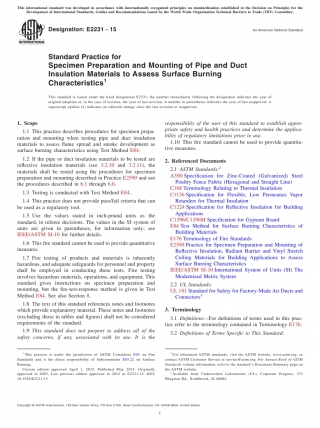 This international standard was developed in accordance with internationally recognized principles on standardization established in the Decision on Principles for the
Development of International Standards, Guides and Recommendations issued by the World Trade Organization Technical Barriers to Trade (TBT) Committee.
Designation: E2231 - 15
An American National Standard
Standard Practice for
Specimen Preparation and Mounting of Pipe and Duct
Insulation Materials to Assess Surface Burning
Characteristics¹
This standard is issued under the fixed designation E2231; the number immediately following the designation indicates the year of
original adoption or, in the case of revision, the year of last revision. A number in parentheses indicates the year of last reapproval. A
superscript epsilon (ε) indicates an editorial change since the last revision or reapproval.
1. Scope
1.1 This practice describes procedures for specimen preparation
and mounting when testing pipe and duct insulation
materials to assess flame spread and smoke development as
surface burning characteristics using Test Method E84.
1.2 If the pipe or duct insulation materials to be tested are
reflective insulation materials (see 3.2.10 and 3.2.11), the
materials shall be tested using the procedures for specimen
preparation and mounting described in Practice E2599 and not
the procedures described in 6.1 through 6.6.
1.3 Testing is conducted with Test Method E84.
1.4 This practice does not provide pass/fail criteria that can
be used as a regulatory tool.
1.5 Use the values stated in inch-pound units as the
standard, in referee decisions. The values in the SI system of
units are given in parentheses, for information only; see
IEEE/ASTM SI-10 for further details.
1.6 This fire standard cannot be used to provide quantitative
measures.
1.7 Fire testing of products and materials is inherently
hazardous, and adequate safeguards for personnel and property
shall be employed in conducting these tests. Fire testing
involves hazardous materials, operations, and equipment. This
standard gives instructions on specimen preparation and
mounting, but the fire-test-response method is given in Test
Method E84. See also Section 8.
1.8 The text of this standard references notes and footnotes
which provide explanatory material. These notes and footnotes
(excluding those in tables and figures) shall not be considered
requirements of the standard.
1.9 This standard does not purport to address all of the
safety concerns, if any, associated with its use. It is the
responsibility of the user of this standard to establish appropriate
safety and health practices and determine the applicability
of regulatory limitations prior to use.
1.10 This fire standard cannot be used to provide quantitative
measures.
2. Referenced Documents
2.1 ASTM Standards:²
A390 Specification for Zinc-Coated (Galvanized) Steel
Poultry Fence Fabric (Hexagonal and Straight Line)
C168 Terminology Relating to Thermal Insulation
C1136 Specification for Flexible, Low Permeance Vapor
Retarders for Thermal Insulation
C1224 Specification for Reflective Insulation for Building
Applications
C1396/C1396M Specification for Gypsum Board
E84 Test Method for Surface Burning Characteristics of
Building Materials
E176 Terminology of Fire Standards
E2599 Practice for Specimen Preparation and Mounting of
Reflective Insulation, Radiant Barrier and Vinyl Stretch
Ceiling Materials for Building Applications to Assess
Surface Burning Characteristics
IEEE/ASTM SI-10 International System of Units (SI) The
Modernized Metric System
2.2 UL Standards:
UL 181 Standard for Safety for Factory-Made Air Ducts and
Connectors³
3. Terminology
3.1 Definitions—For definitions of terms used in this practice
refer to the terminology contained in Terminology E176.
3.2 Definitions of Terms Specific to This Standard:
¹ This practice is under the jurisdiction of ASTM Committee E05 on Fire
Standards and is the direct responsibility of Subcommittee E05.22 on Surface
Burning.
Current edition approved April 1, 2015. Published May 2015. Originally
approved in 2002. Last previous edition approved in 2014 as E2231-14. DOI:
10.1520/E2231-15.
² For referenced ASTM standards, visit the ASTM website, www.astm.org, or
contact ASTM Customer Service at service@astm.org. For Annual Book of ASTM
Standards volume information, refer to the standard's Document Summary page on
the ASTM website.
³ Available from Underwriters Laboratories (UL), Corporate Progress, 333
Pfingsten Rd., Northbrook, IL 60062.
1